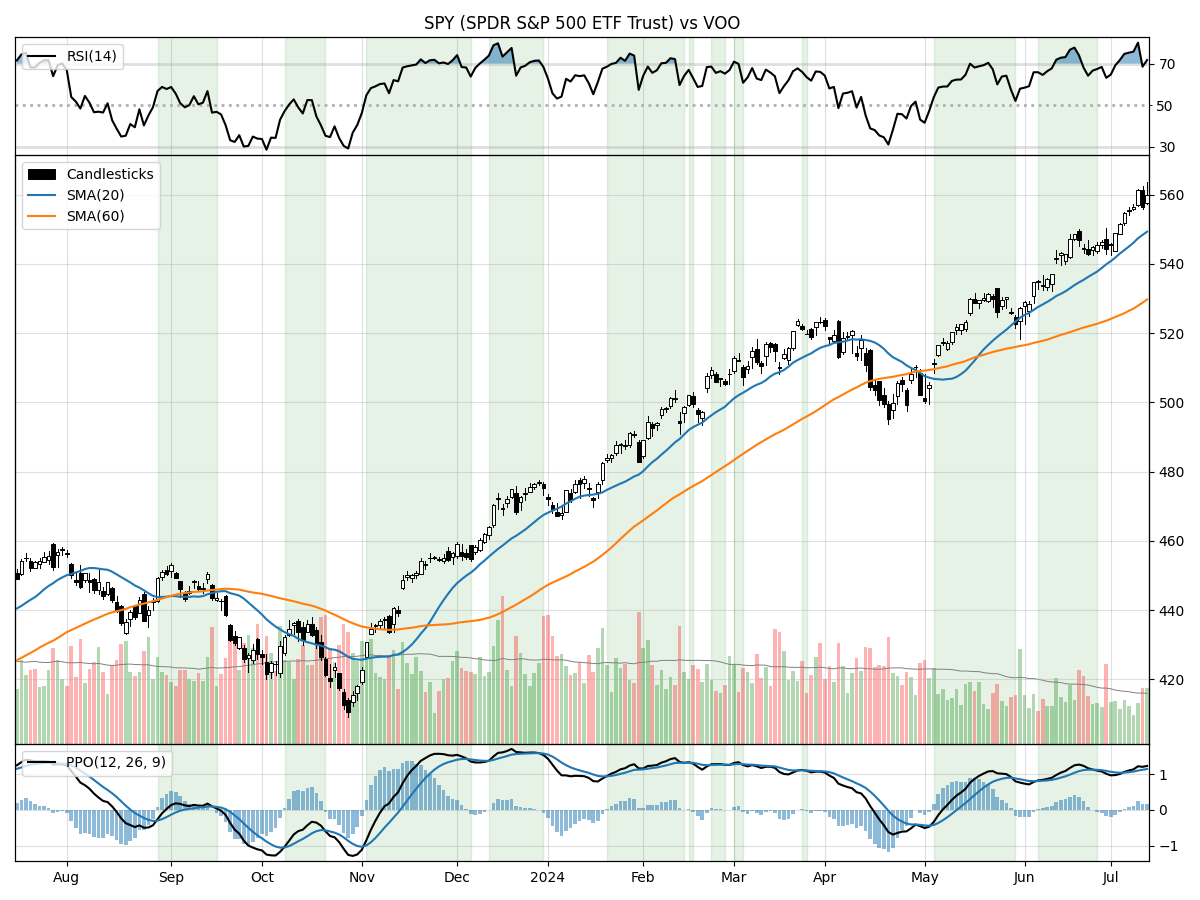 SPY (SPDR S&P 500 ETF Trust) vs VOO
RSI(14)
70
50
30
Candlesticks
SMA(20)
SMA(60)
560
540
520
500
480
460
440
420
PPO(12, 26, 9)
1
0
−1
Aug Sep Oct Nov Dec 2024 Feb Mar Apr May Jun Jul